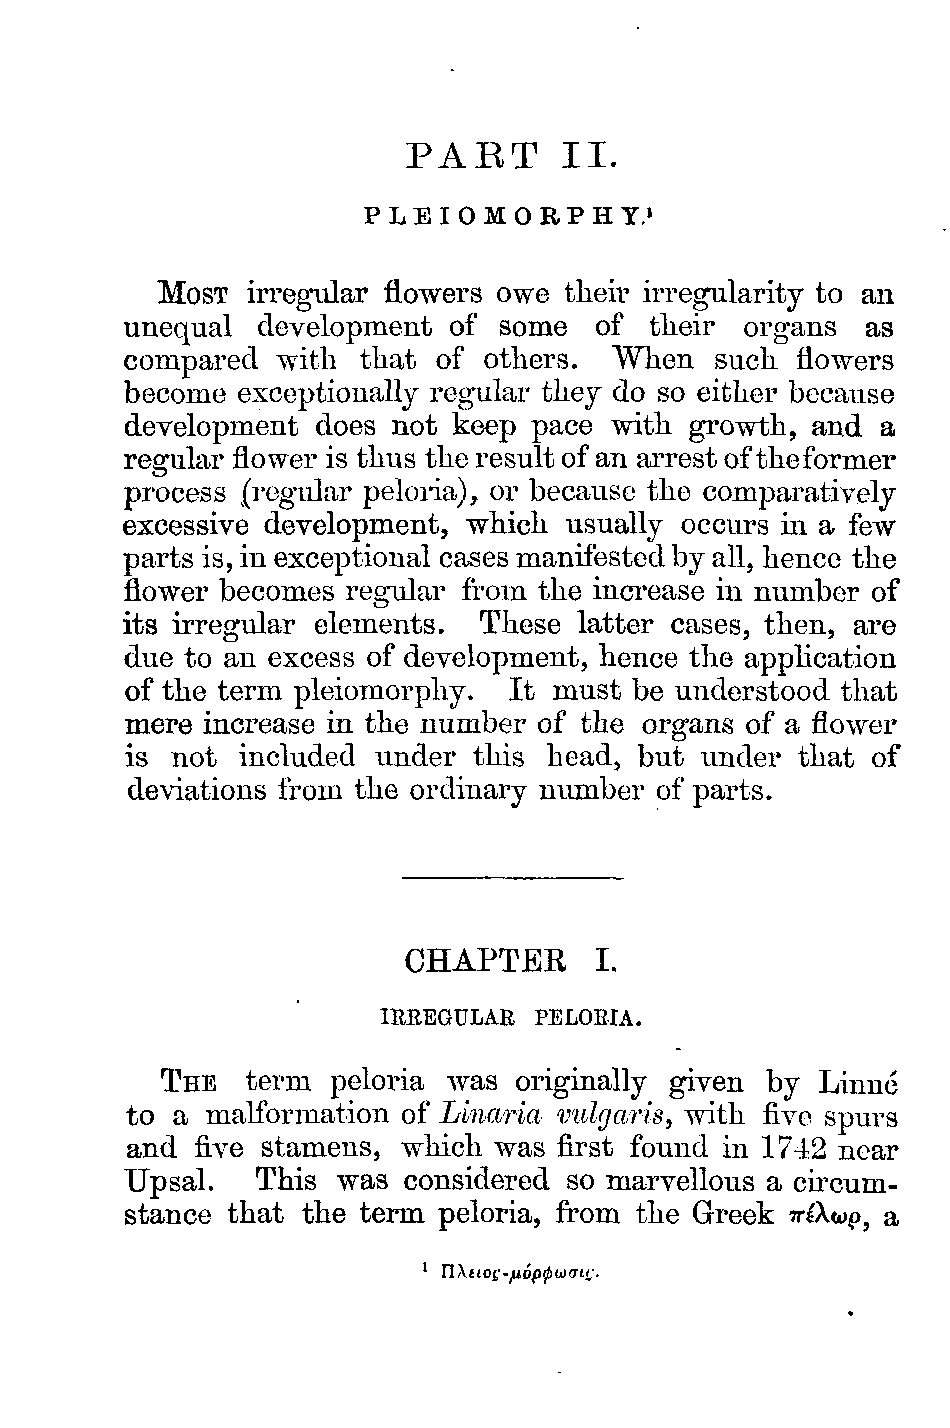 PART II.
PLEIOMORPHY.¹
MOST irregular flowers owe their irregularity to an
unequal development of some of their organs as
compared with that of others. When such flowers
become exceptionally regular they do so either because
development does not keep pace with growth, and a
regular flower is thus the result of an arrest of the former
process (regular peloria), or because the comparatively
excessive development, which usually occurs in a few
parts is, in exceptional cases manifested by all, hence the
flower becomes regular from the increase in number of
its irregular elements. These latter cases, then, are
due to an excess of development, hence the application
of the term pleiomorphy. It must be understood that
mere increase in the number of the organs of a flower
is not included under this head, but under that of
deviations from the ordinary number of parts.
CHAPTER I.
IRREGULAR PELORIA.
THE term peloria was originally given by Linné
to a malformation of Linaria vulgaris, with five spurs
and five stamens, which was first found in 1742 near
Upsal. This was considered so marvellous a circum-
stance that the term peloria, from the Greek πέλωρ, a
¹ Πλειος-μόρφωσις.